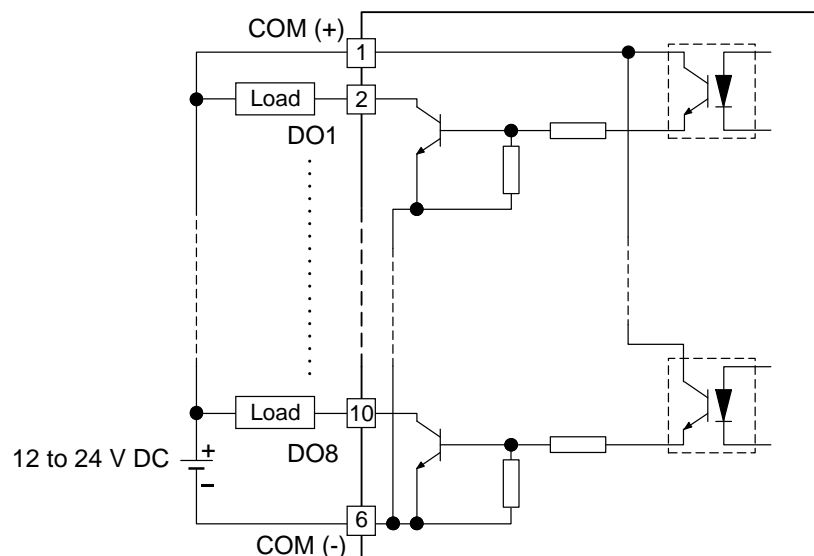 COM (+)
1
Load
2
DO1
Load
10
DO8
12 to 24 V DC
+
−
6
COM (-)